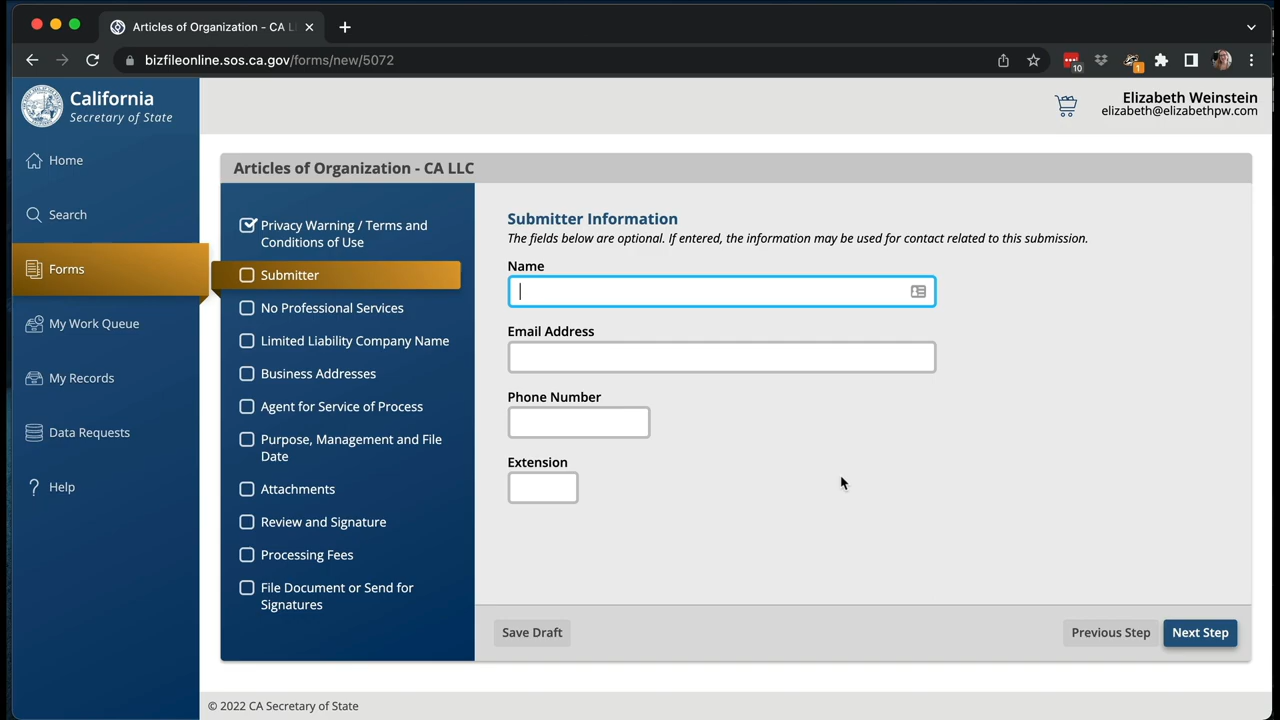 Articles of Organization - CA L
bizfileonline.sos.ca.gov/forms/new/5072
10
1
California
Secretary of State
Elizabeth Weinstein
elizabeth@elizabethpw.com
Home
Search
Forms
My Work Queue
My Records
Data Requests
Help
Articles of Organization - CA LLC
Privacy Warning / Terms and
Conditions of Use
Submitter
No Professional Services
Limited Liability Company Name
Business Addresses
Agent for Service of Process
Purpose, Management and File
Date
Attachments
Review and Signature
Processing Fees
File Document or Send for
Signatures
Submitter Information
The fields below are optional. If entered, the information may be used for contact related to this submission.
Name
Email Address
Phone Number
Extension
Save Draft
Previous Step
Next Step
© 2022 CA Secretary of State